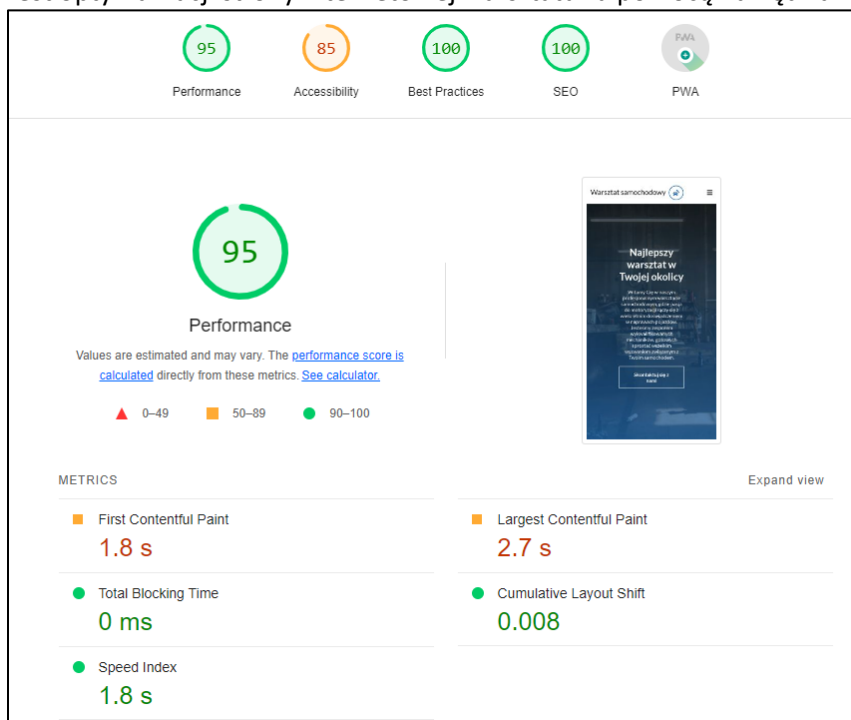 95
85
100
100
PWA
Performance
Accessibility
Best Practices
SEO
PWA
95
Performance
Values are estimated and may vary. The performance score is
calculated directly from these metrics. See calculator.
0–49
50–89
90–100
Warsztat samochodowy
Najlepszy
warsztat w
Twojej okolicy
METRICS
Expand view
First Contentful Paint
1.8 s
Largest Contentful Paint
2.7 s
Total Blocking Time
0 ms
Cumulative Layout Shift
0.008
Speed Index
1.8 s